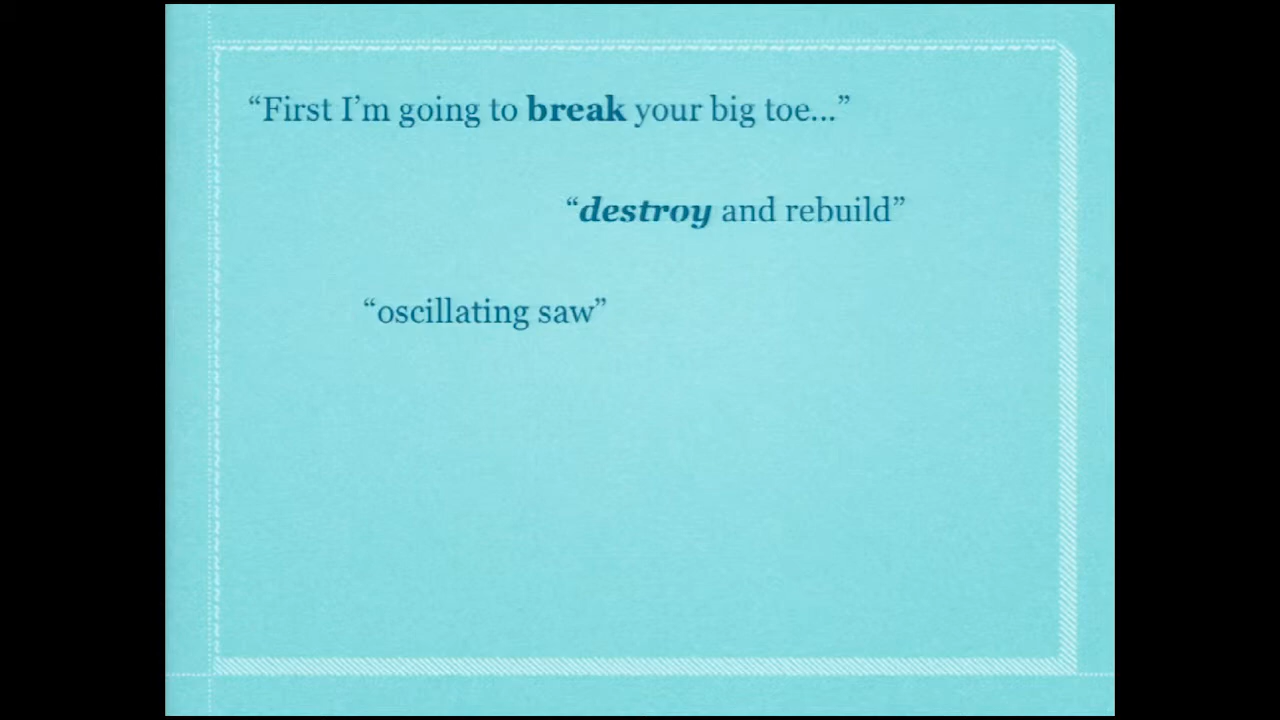 “First I’m going to break your big toe...”
“destroy and rebuild”
“oscillating saw”